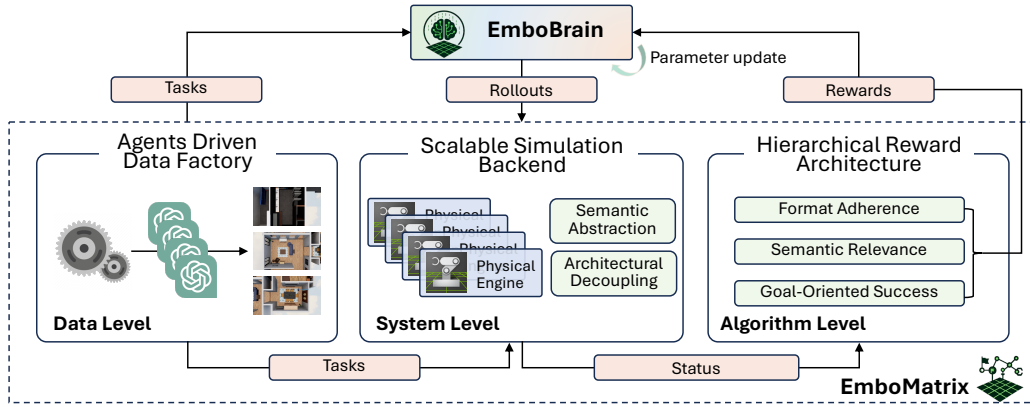 EmboBrain
Parameter update
Tasks
Rollouts
Rewards
Agents Driven
Data Factory
Data Level
Scalable Simulation
Backend
Physical
Physical
Physical
Physical
Engine
Semantic
Abstraction
Architectural
Decoupling
System Level
Hierarchical Reward
Architecture
Format Adherence
Semantic Relevance
Goal-Oriented Success
Algorithm Level
Tasks
Status
EmboMatrix